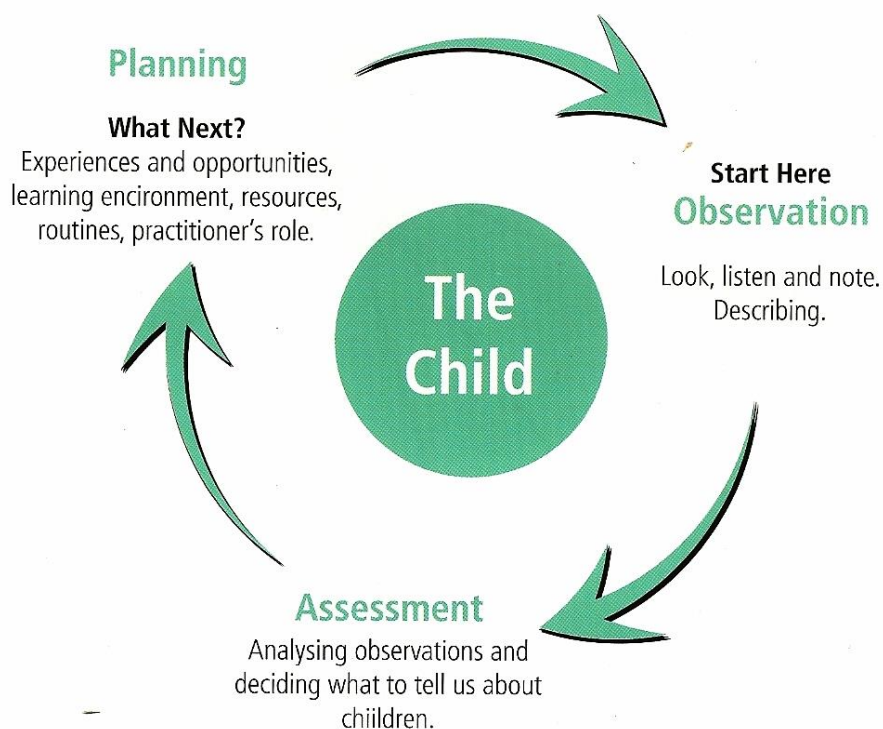 Planning
What Next?
Experiences and opportunities,
learning encironment, resources,
routines, practitioner's role.
Start Here
Observation
Look, listen and note.
Describing.
The
Child
Assessment
Analysing observations and
deciding what to tell us about
chiildren.